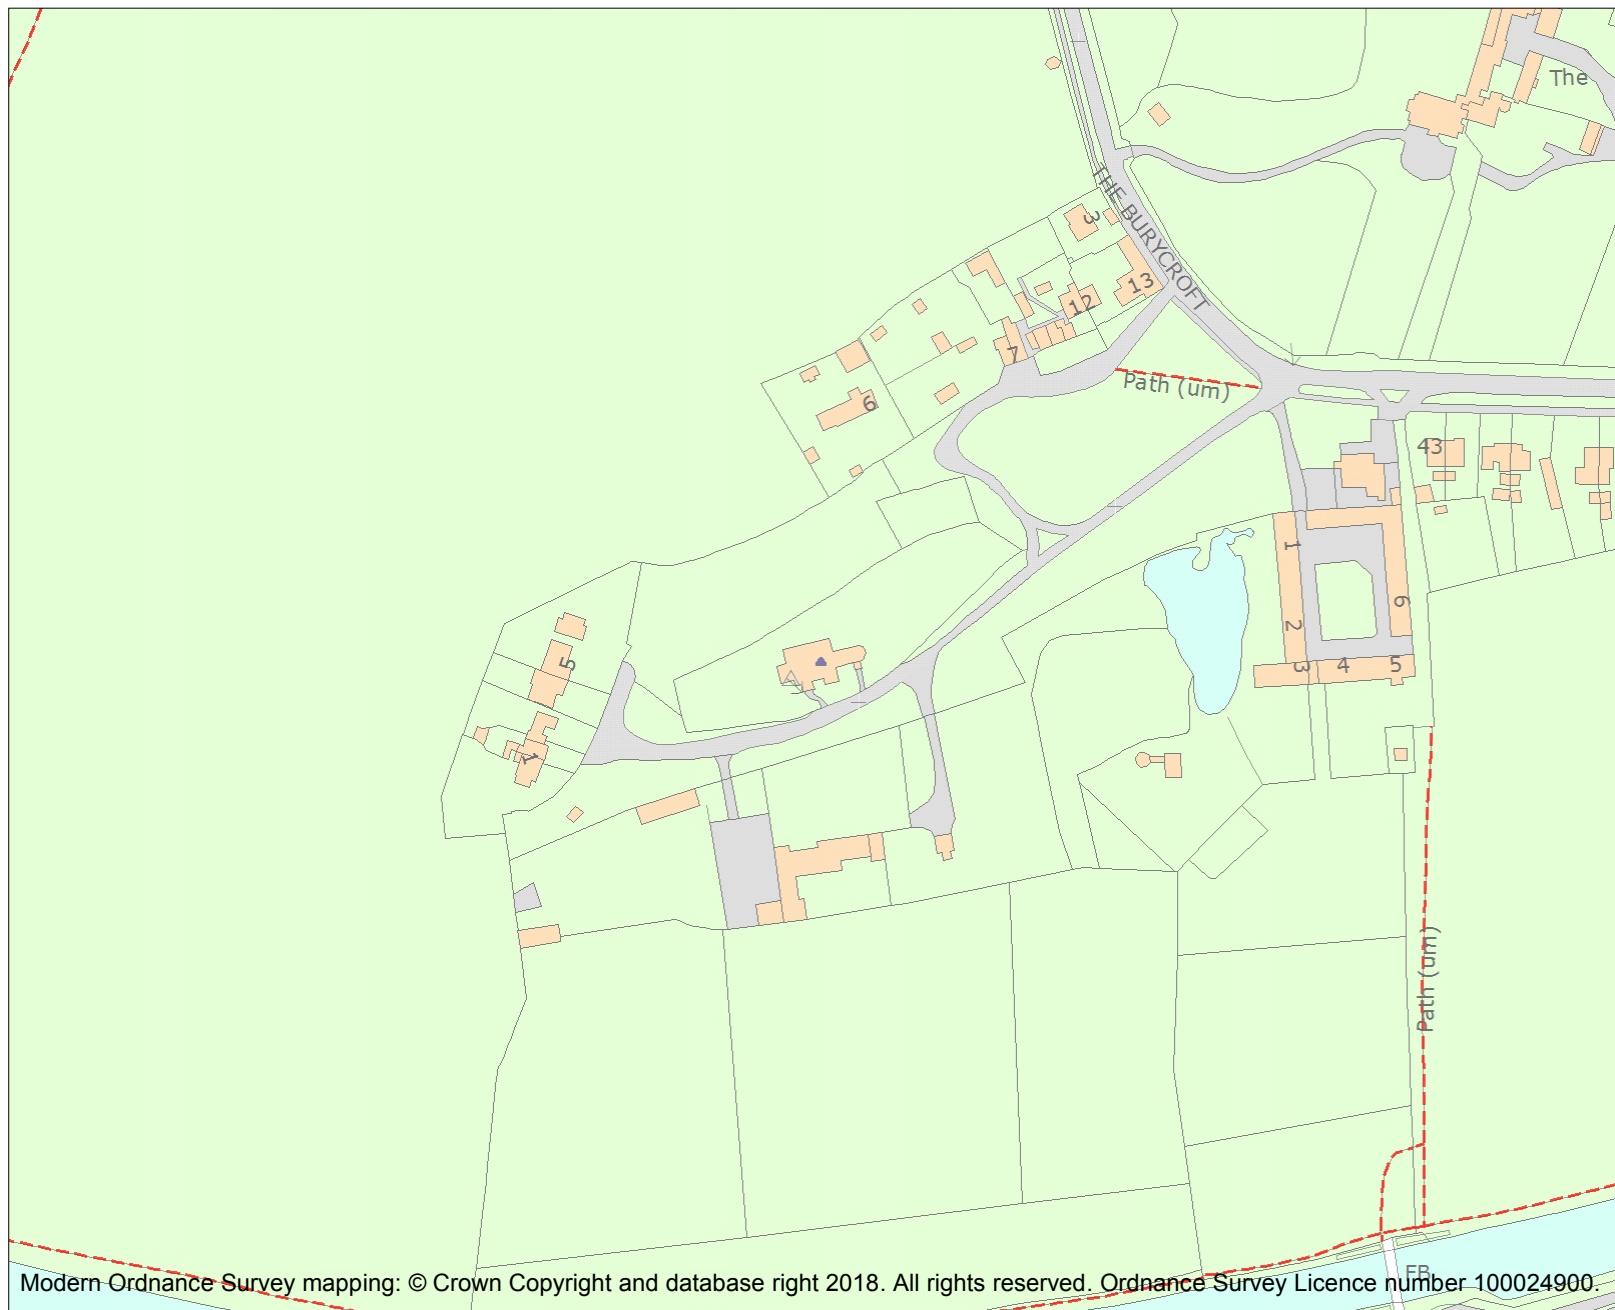 The
THE BURYCROFT
3
13
12
7
Path (um)
6
43
1
6
2
5
3
4
5
1
Path (um)
FB
Modern Ordnance Survey mapping: © Crown Copyright and database right 2018. All rights reserved. Ordnance Survey Licence number 100024900.